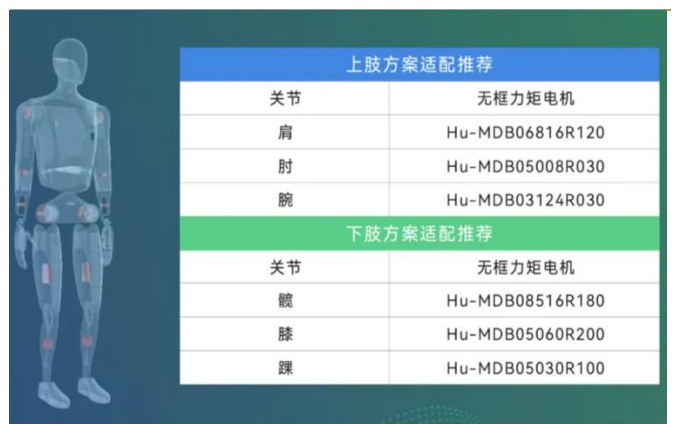 上肢方案适配推荐
关节 无框力矩电机
肩 Hu-MDB06816R120
肘 Hu-MDB05008R030
腕 Hu-MDB03124R030
下肢方案适配推荐
关节 无框力矩电机
髋 Hu-MDB08516R180
膝 Hu-MDB05060R200
踝 Hu-MDB05030R100